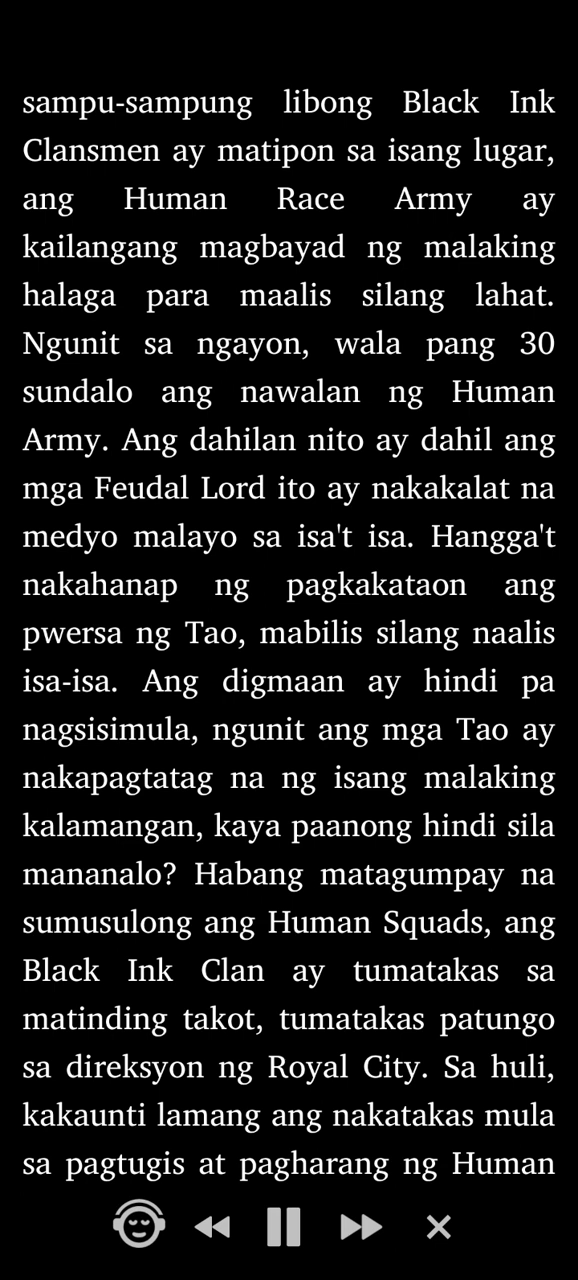 sampu-sampung libong Black Ink
Clansmen ay matipon sa isang lugar,
ang Human Race Army ay
kailangang magbayad ng malaking
halaga para maalis silang lahat.
Ngunit sa ngayon, wala pang 30
sundalo ang nawalan ng Human
Army. Ang dahilan nito ay dahil ang
mga Feudal Lord ito ay nakakalat na
medyo malayo sa isa't isa. Hangga't
nakahanap ng pagkakataon ang
pwersa ng Tao, mabilis silang naalis
isa-isa. Ang digmaan ay hindi pa
nagsisimula, ngunit ang mga Tao ay
nakapagtatag na ng isang malaking
kalamangan, kaya paanong hindi sila
mananalo? Habang matagumpay na
sumusulong ang Human Squads, ang
Black Ink Clan ay tumatakas sa
matinding takot, tumatakas patungo
sa direksyon ng Royal City. Sa huli,
kakaunti lamang ang nakatakas mula
sa pagtugis at pagharang ng Human